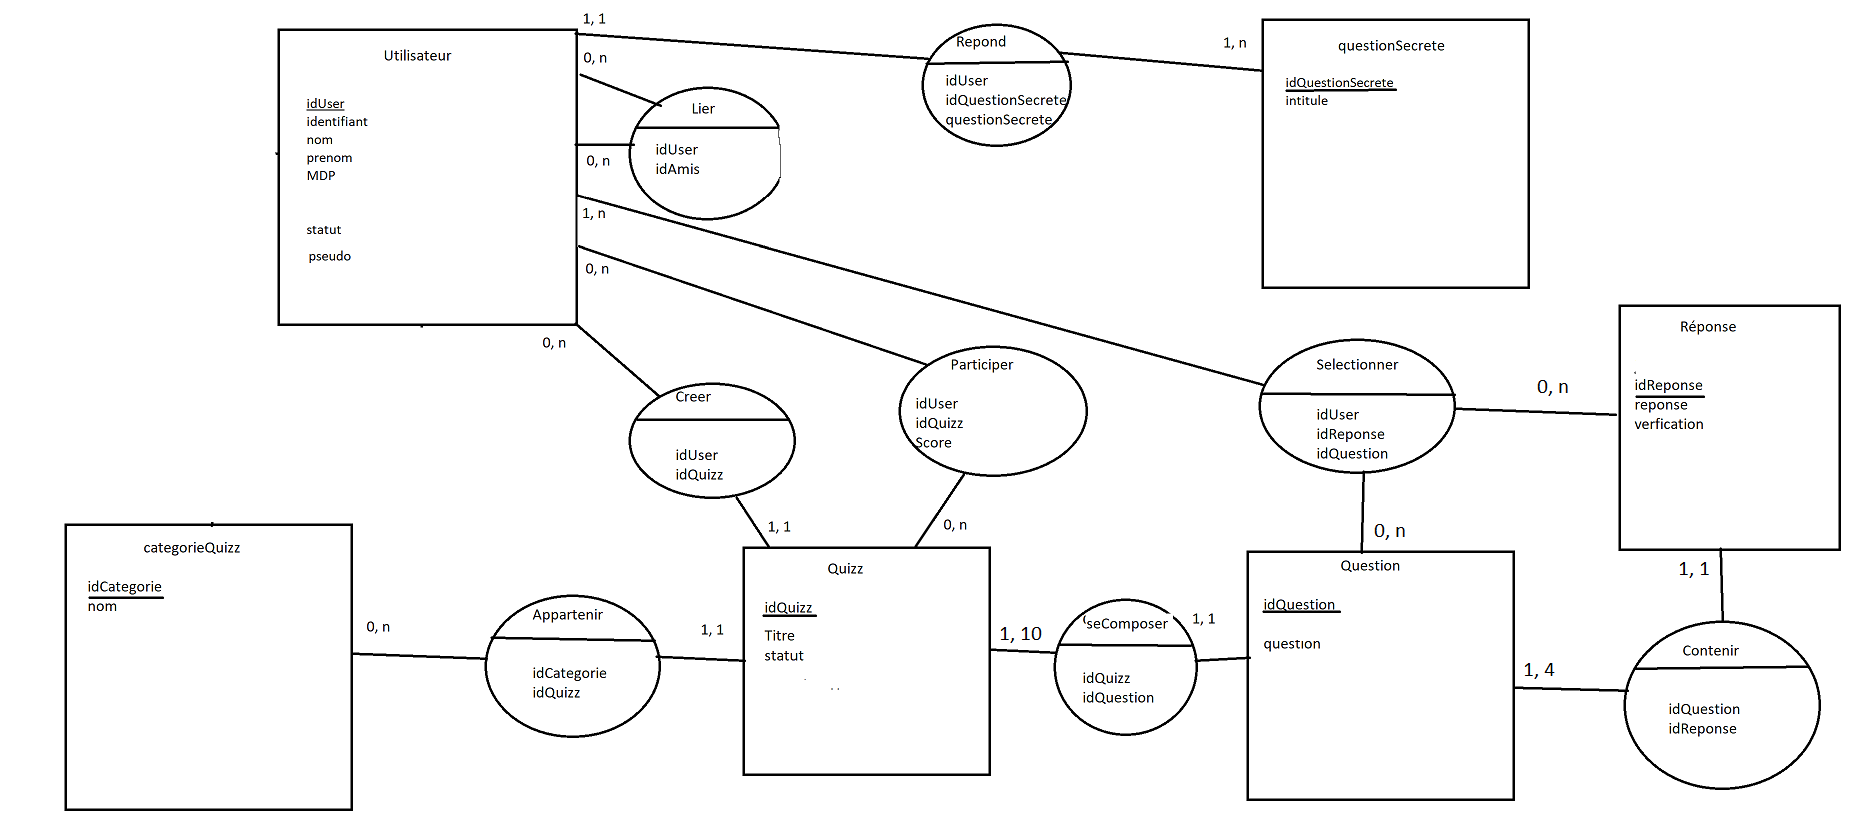 Utilisateur
idUser
identifiant
nom
prenom
MDP
statut
pseudo
1, 1
0, n
0, n
1, n
0, n
0, n
Lier
idUser
idAmis
Repond
idUser
idQuestionSecrete
questionSecrete
1, n
questionSecrete
idQuestionSecrete
intitule
Creer
idUser
idQuizz
1, 1
Participer
idUser
idQuizz
Score
0, n
Selectionner
idUser
idReponse
idQuestion
0, n
0, n
Réponse
idReponse
reponse
verfication
1, 1
categorieQuizz
idCategorie
nom
0, n
Appartenir
idCategorie
idQuizz
1, 1
Quizz
idQuizz
Titre
statut
1, 10
seComposer
idQuizz
idQuestion
1, 1
Question
idQuestion
question
1, 4
Contenir
idQuestion
idReponse